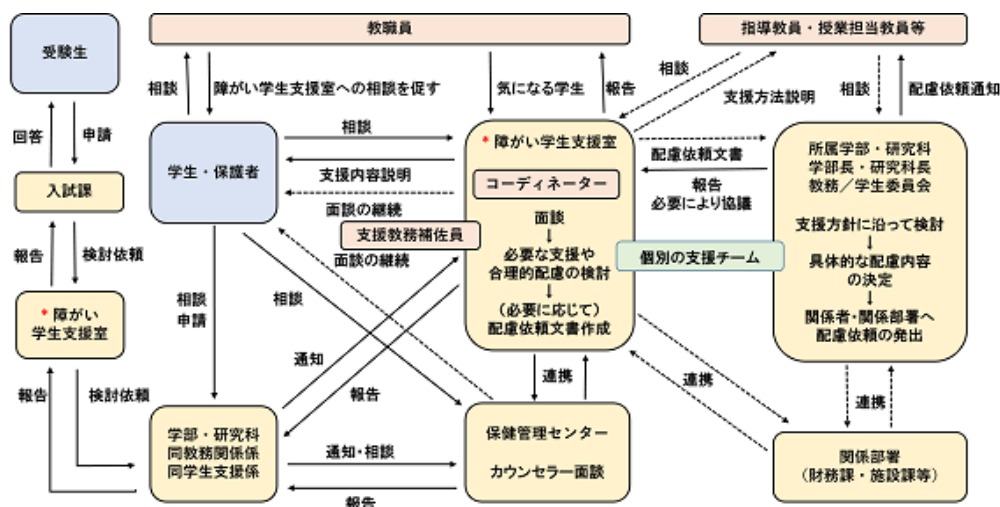 受験生
教職員
指導教員・授業担当教員等
回答
申請
相談
障がい学生支援室への相談を促す
気になる学生
報告
相談
支援方法説明
相談
配慮依頼通知
入試課
学生・保護者
相談
支援内容説明
面談の継続
* 障がい学生支援室
コーディネーター
面談
↓
必要な支援や
合理的配慮の検討
↓
（必要に応じて）
配慮依頼文書作成
配慮依頼文書
報告
必要により協議
所属学部・研究科
学部長・研究科長
教務／学生委員会
支援方針に沿って検討
↓
具体的な配慮内容
の決定
↓
関係者・関係部署へ
配慮依頼の発出
支援教務補佐員
個別の支援チーム
面談の継続
報告
検討依頼
* 障がい
学生支援室
相談
申請
相談
通知
報告
連携
連携
連携
報告
検討依頼
学部・研究科
同教務関係係
同学生支援係
通知・相談
報告
保健管理センター
カウンセラー面談
関係部署
（財務課・施設課等）